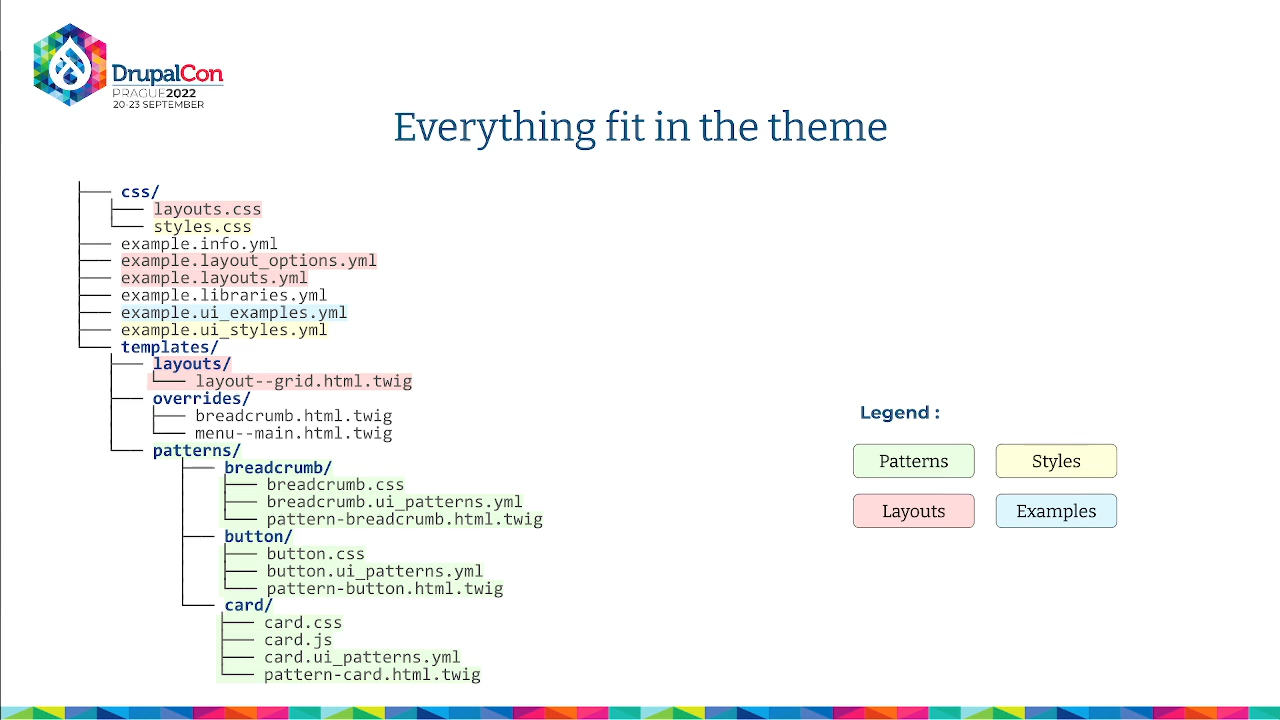 DrupalCon
PRAGUE2022
20-23 SEPTEMBER
Everything fit in the theme
css/
layouts.css
styles.css
example.info.yml
example.layout_options.yml
example.layouts.yml
example.libraries.yml
example.ui_examples.yml
example.ui_styles.yml
templates/
layouts/
layout--grid.html.twig
overrides/
breadcrumb.html.twig
menu--main.html.twig
patterns/
breadcrumb/
breadcrumb.css
breadcrumb.ui_patterns.yml
pattern-breadcrumb.html.twig
button/
button.css
button.ui_patterns.yml
pattern-button.html.twig
card/
card.css
card.js
card.ui_patterns.yml
pattern-card.html.twig
Legend :
Patterns Styles
Layouts Examples